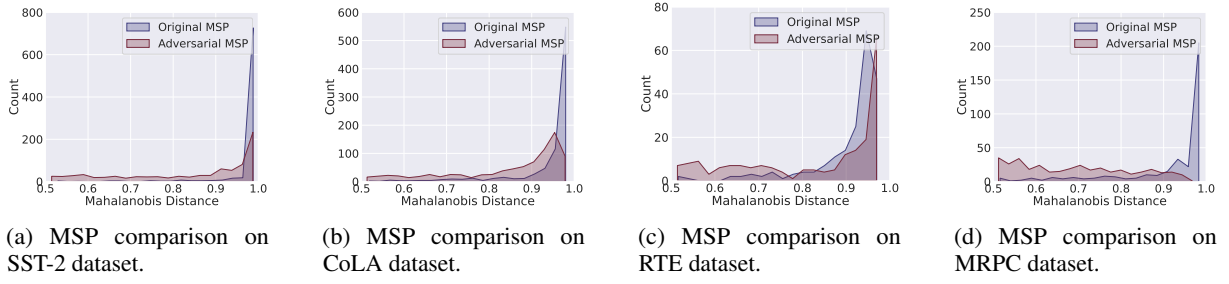 800
600
400
200
0
0.5 0.6 0.7 0.8 0.9 1.0
Count
Mahalanobis Distance
Original MSP
Adversarial MSP
(a) MSP comparison on
SST-2 dataset.
600
500
400
300
200
100
0
0.5 0.6 0.7 0.8 0.9 1.0
Count
Mahalanobis Distance
Original MSP
Adversarial MSP
(b) MSP comparison on
CoLA dataset.
80
60
40
20
0
0.5 0.6 0.7 0.8 0.9 1.0
Count
Mahalanobis Distance
Original MSP
Adversarial MSP
(c) MSP comparison on
RTE dataset.
250
200
150
100
50
0
0.5 0.6 0.7 0.8 0.9 1.0
Count
Mahalanobis Distance
Original MSP
Adversarial MSP
(d) MSP comparison on
MRPC dataset.